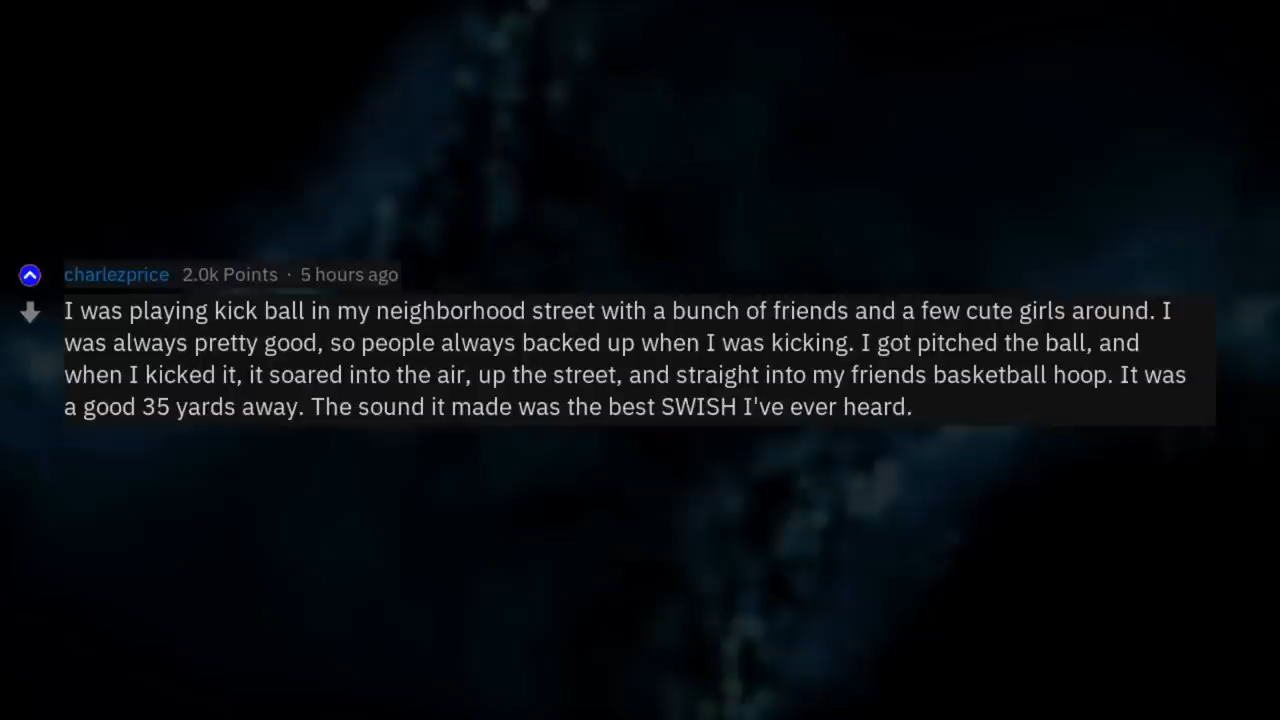 charlezprice 2.0k Points · 5 hours ago
I was playing kick ball in my neighborhood street with a bunch of friends and a few cute girls around. I
was always pretty good, so people always backed up when I was kicking. I got pitched the ball, and
when I kicked it, it soared into the air, up the street, and straight into my friends basketball hoop. It was
a good 35 yards away. The sound it made was the best SWISH I've ever heard.